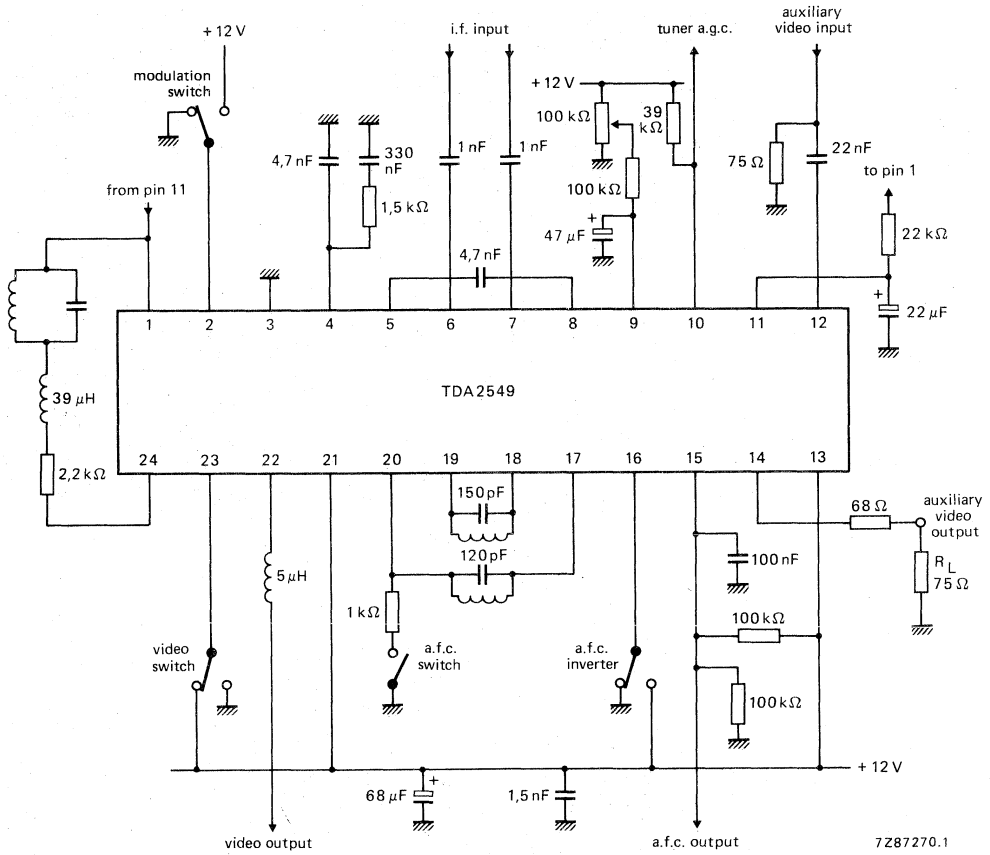 auxiliary
video input
i.f. input
tuner a.g.c.
+ 12 V
modulation
switch
+ 12 V
100 kΩ
39
kΩ
4,7 nF
330
nF
1 nF
1 nF
75 Ω
22 nF
to pin 1
from pin 11
1,5 kΩ
100 kΩ
+
47 μF
22 kΩ
4,7 nF
+
22 μF
1 2 3 4 5 6 7 8 9 10 11 12
39 μH
TDA2549
24 23 22 21 20 19 18 17 16 15 14 13
2,2 kΩ
150 pF
68 Ω
auxiliary
video
output
120 pF
100 nF
5 μH
RL
75 Ω
1 kΩ
100 kΩ
video
switch
a.f.c.
switch
a.f.c.
inverter
100 kΩ
+ 12 V
+
68 μF
1,5 nF
video output
a.f.c. output
7Z87270.1